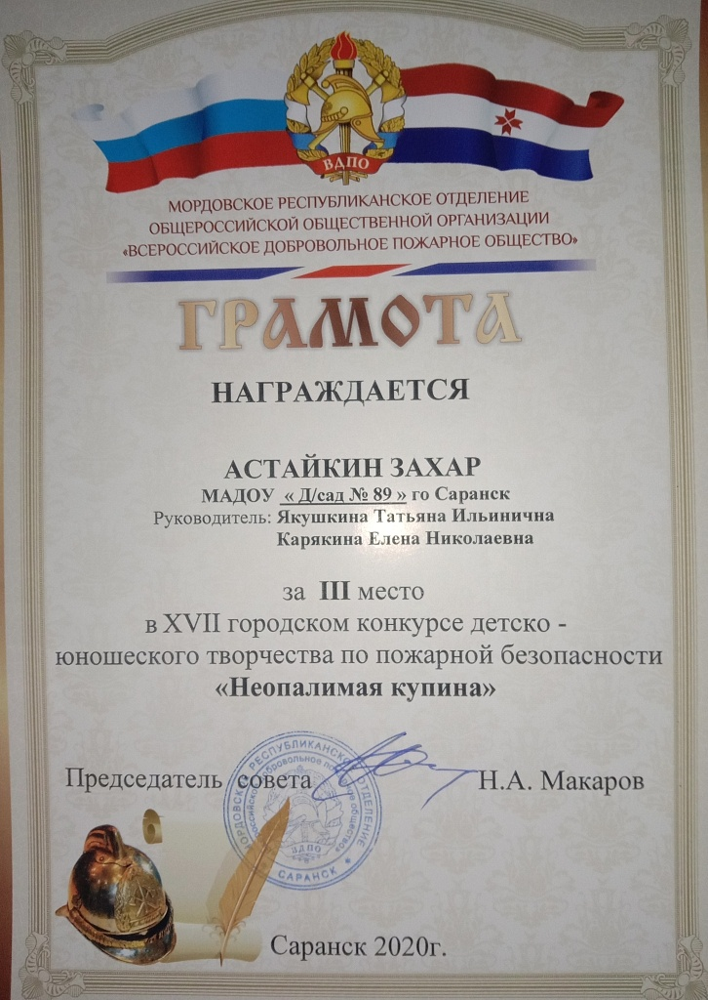 ВДПО
МОРДОВСКОЕ РЕСПУБЛИКАНСКОЕ ОТДЕЛЕНИЕ
ОБЩЕРОССИЙСКОЙ ОБЩЕСТВЕННОЙ ОРГАНИЗАЦИИ
«ВСЕРОССИЙСКОЕ ДОБРОВОЛЬНОЕ ПОЖАРНОЕ ОБЩЕСТВО»
ГРАМОТА
НАГРАЖДАЕТСЯ
АСТАЙКИН ЗАХАР
МАДОУ « Д/сад № 89 » го Саранск
Руководитель: Якушкина Татьяна Ильинична
Карякина Елена Николаевна
за III место
в XVII городском конкурсе детско -
юношеского творчества по пожарной безопасности
«Неопалимая купина»
Председатель совета Н.А. Макаров
МОРДОВСКОЕ РЕСПУБЛИКАНСКОЕ ОТДЕЛЕНИЕ
ВДПО
САРАНСК
Саранск 2020г.